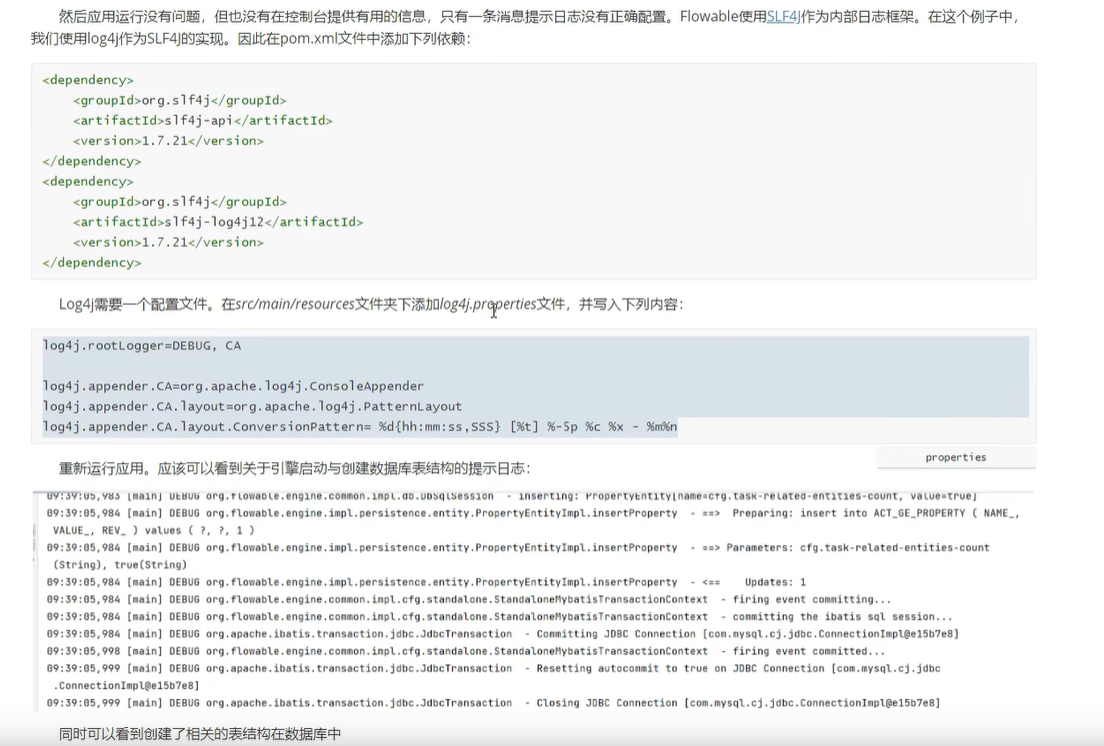 然后应用运行没有问题，但也没有在控制台提供有用的信息，只有一条消息提示日志没有正确配置。Flowable使用SLF4J作为内部日志框架。在这个例子中，
我们使用log4j作为SLF4J的实现。因此在pom.xml文件中添加下列依赖：
<dependency>
<groupId>org.slf4j</groupId>
<artifactId>slf4j-api</artifactId>
<version>1.7.21</version>
</dependency>
<dependency>
<groupId>org.slf4j</groupId>
<artifactId>slf4j-log4j12</artifactId>
<version>1.7.21</version>
</dependency>
Log4j需要一个配置文件。在src/main/resources文件夹下添加log4j.properties文件，并写入下列内容：
log4j.rootLogger=DEBUG, CA
log4j.appender.CA=org.apache.log4j.ConsoleAppender
log4j.appender.CA.layout=org.apache.log4j.PatternLayout
log4j.appender.CA.layout.ConversionPattern= %d{hh:mm:ss,SSS} [%t] %-5p %c %x - %m%n
properties
重新运行应用。应该可以看到关于引擎启动与创建数据库表结构的提示日志：
09:39:05,983 [main] DEBUG org.flowable.engine.common.impl.db.DbSqlSession  - inserting: PropertyEntity[name=cfg.task-related-entities-count, value=true]
09:39:05,984 [main] DEBUG org.flowable.engine.impl.persistence.entity.PropertyEntityImpl.insertProperty  - ==>  Preparing: insert into ACT_GE_PROPERTY ( NAME_,
VALUE_, REV_ ) values ( ?, ?, 1 )
09:39:05,984 [main] DEBUG org.flowable.engine.impl.persistence.entity.PropertyEntityImpl.insertProperty  - ==> Parameters: cfg.task-related-entities-count
(String), true(String)
09:39:05,984 [main] DEBUG org.flowable.engine.impl.persistence.entity.PropertyEntityImpl.insertProperty  - <==    Updates: 1
09:39:05,984 [main] DEBUG org.flowable.engine.common.impl.cfg.standalone.StandaloneMybatisTransactionContext  - firing event committing...
09:39:05,984 [main] DEBUG org.flowable.engine.common.impl.cfg.standalone.StandaloneMybatisTransactionContext  - committing the ibatis sql session...
09:39:05,984 [main] DEBUG org.apache.ibatis.transaction.jdbc.JdbcTransaction  - Committing JDBC Connection [com.mysql.cj.jdbc.ConnectionImpl@e15b7e8]
09:39:05,998 [main] DEBUG org.flowable.engine.common.impl.cfg.standalone.StandaloneMybatisTransactionContext  - firing event committed...
09:39:05,999 [main] DEBUG org.apache.ibatis.transaction.jdbc.JdbcTransaction  - Resetting autocommit to true on JDBC Connection [com.mysql.cj.jdbc
.ConnectionImpl@e15b7e8]
09:39:05,999 [main] DEBUG org.apache.ibatis.transaction.jdbc.JdbcTransaction  - Closing JDBC Connection [com.mysql.cj.jdbc.ConnectionImpl@e15b7e8]
同时可以看到创建了相关的表结构在数据库中